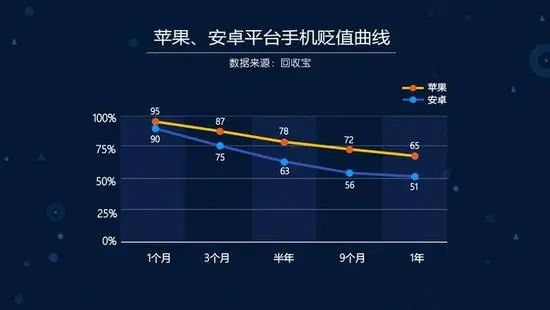 苹果、安卓平台手机贬值曲线
数据来源：回收宝
苹果
安卓
100%
75%
50%
25%
0%
95
87
78
72
65
90
75
63
56
51
1个月
3个月
半年
9个月
1年